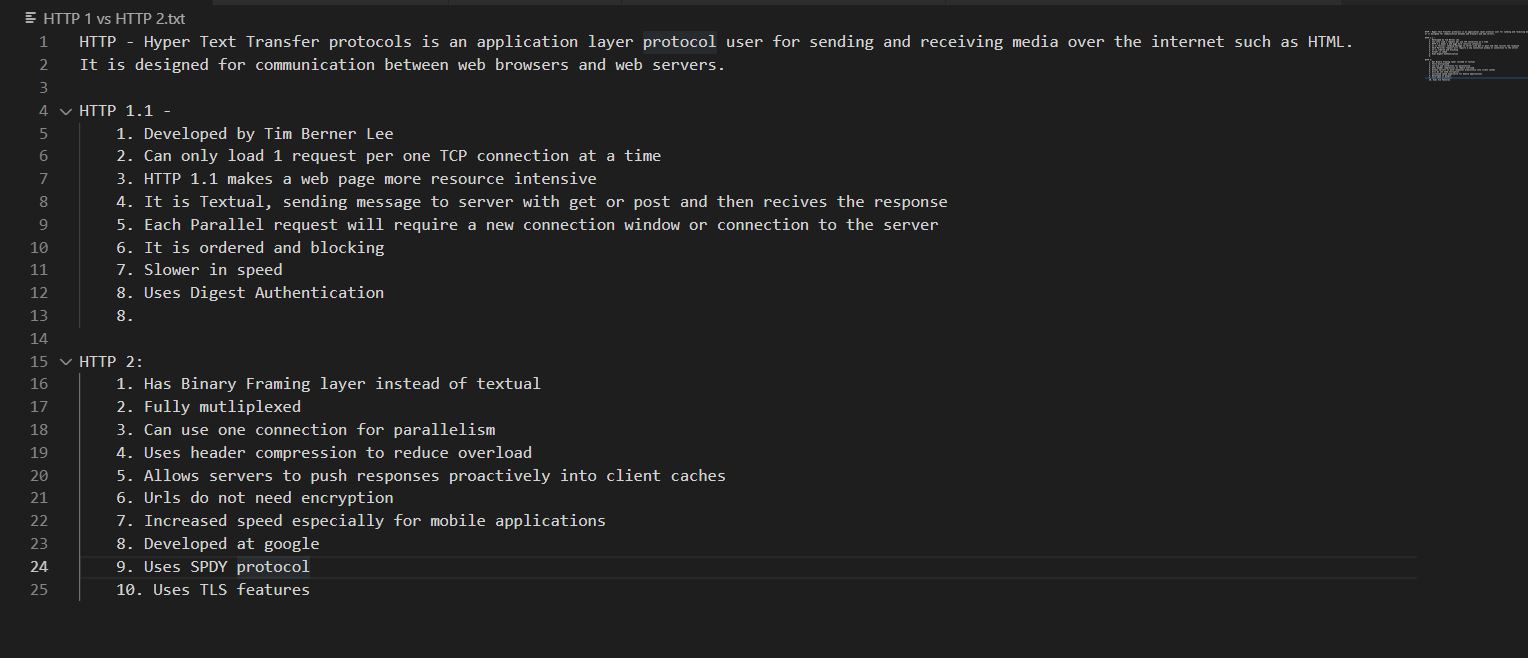 HTTP 1 vs HTTP 2.txt
1 HTTP - Hyper Text Transfer protocols is an application layer protocol user for sending and receiving media over the internet such as HTML.
2 It is designed for communication between web browsers and web servers.
3
4 HTTP 1.1 -
5 1. Developed by Tim Berner Lee
6 2. Can only load 1 request per one TCP connection at a time
7 3. HTTP 1.1 makes a web page more resource intensive
8 4. It is Textual, sending message to server with get or post and then recives the response
9 5. Each Parallel request will require a new connection window or connection to the server
10 6. It is ordered and blocking
11 7. Slower in speed
12 8. Uses Digest Authentication
13 8.
14
15 HTTP 2:
16 1. Has Binary Framing layer instead of textual
17 2. Fully mutliplexed
18 3. Can use one connection for parallelism
19 4. Uses header compression to reduce overload
20 5. Allows servers to push responses proactively into client caches
21 6. Urls do not need encryption
22 7. Increased speed especially for mobile applications
23 8. Developed at google
24 9. Uses SPDY protocol
25 10. Uses TLS features